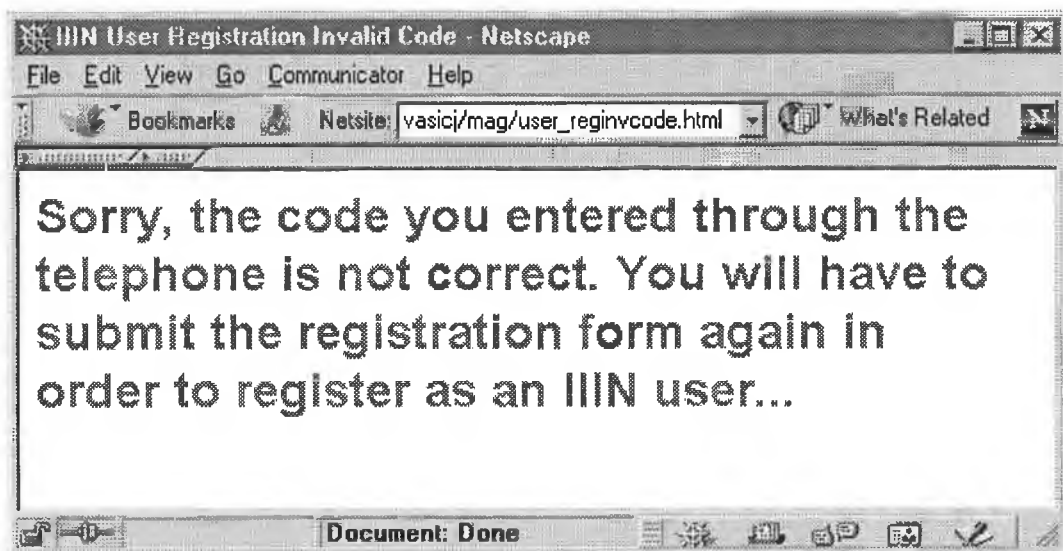 IIIN User Registration Invalid Code - Netscape
File Edit View Go Communicator Help
Bookmarks Netsite: vasicj/mag/user_reginvcode.html What's Related N
Sorry, the code you entered through the
telephone is not correct. You will have to
submit the registration form again in
order to register as an IIIN user...
Document: Done